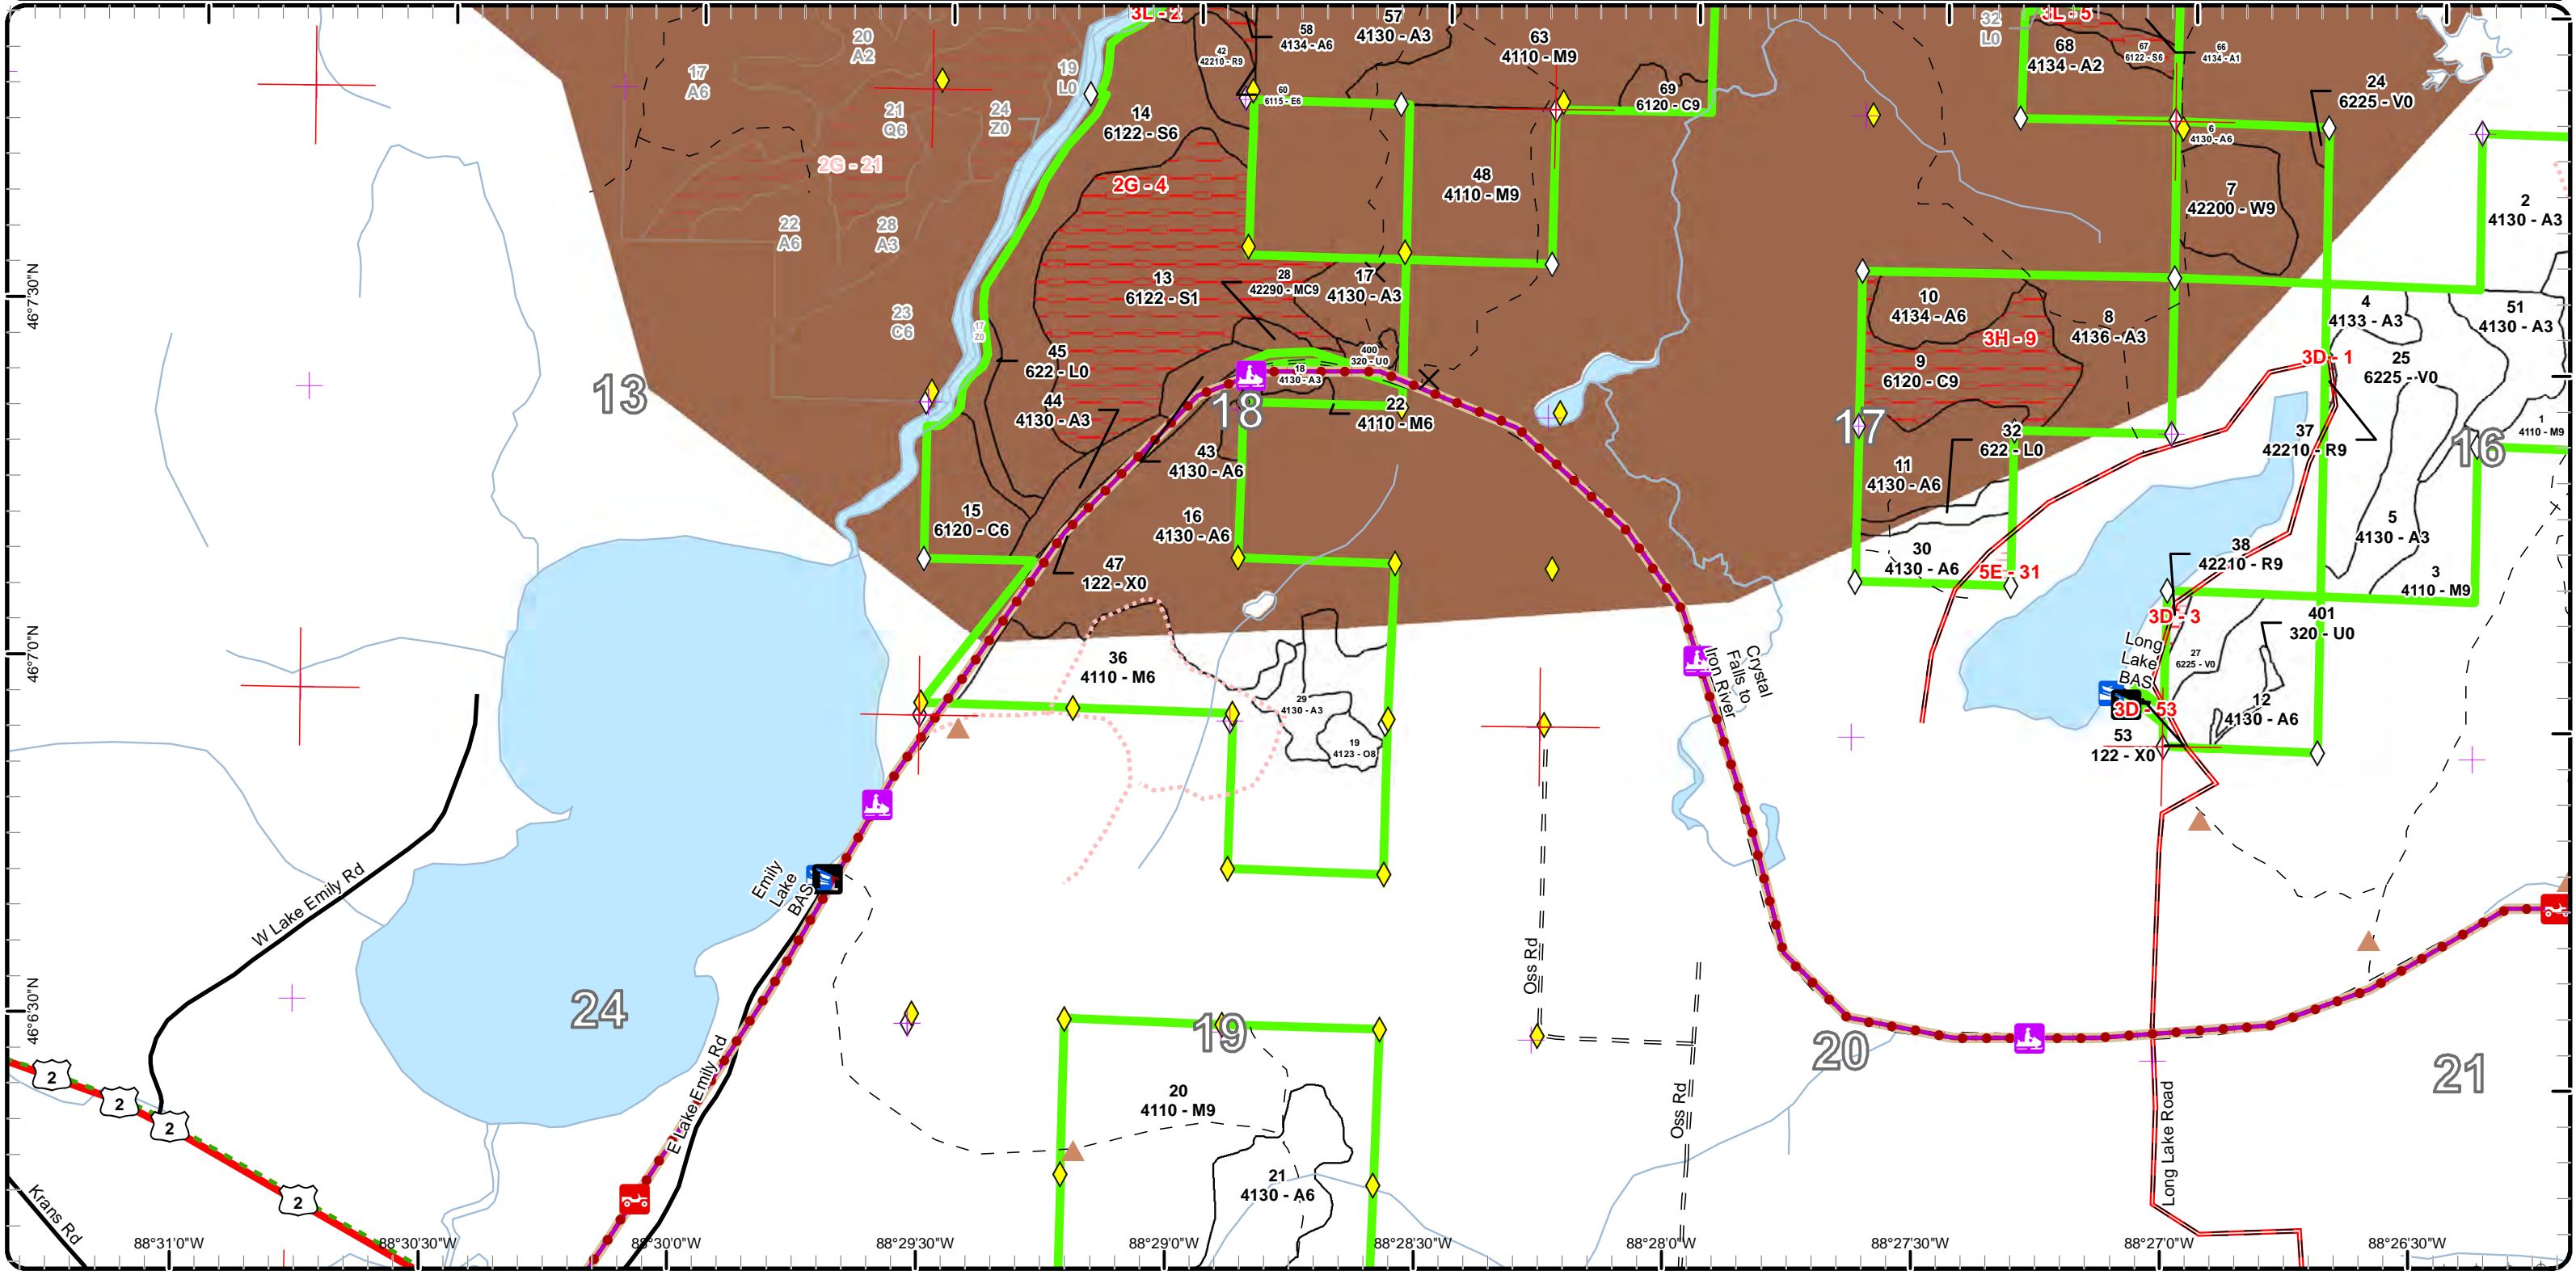 3L - 2
57
4130 - A3
58
4134 - A6
42
42210 - R9
63
4110 - M9
32
L0
3L - 5
68
4134 - A2
67
6122 - S6
66
4134 - A1
24
6225 - V0
20
A2
17
A6
19
L0
21
Q6
24
Z0
14
6122 - S6
60
6115 - E6
69
6120 - C9
6
4130 - A6
2G - 21
2G - 4
48
4110 - M9
7
42200 - W9
2
4130 - A3
22
A6
28
A3
13
6122 - S1
28
42290 - MC9
17
4130 - A3
10
4134 - A6
8
4136 - A3
4
4133 - A3
51
4130 - A3
46°7'30"N
23
C6
17
Z0
45
622 - L0
400
320 - U0
18
4130 - A3
3H - 9
9
6120 - C9
3D - 1
25
6225 - V0
13
44
4130 - A3
18
22
4110 - M6
17
32
622 - L0
37
42210 - R9
16
1
4110 - M9
43
4130 - A6
11
4130 - A6
15
6120 - C6
16
4130 - A6
5
4130 - A3
47
122 - X0
30
4130 - A6
5E - 31
38
42210 - R9
3
4110 - M9
3D - 3
401
320 - U0
46°7'0"N
36
4110 - M6
Crystal
Falls to
Iron River
Long
Lake
BAS
27
6225 - V0
29
4130 - A3
19
4123 - O8
3D - 53
12
4130 - A6
53
122 - X0
Emily
Lake
BAS
W Lake Emily Rd
Oss Rd
24
46°6'30"N
19
20
21
2
2
2
2
E Lake Emily Rd
20
4110 - M9
Oss Rd
Long Lake Road
21
4130 - A6
Krans Rd
88°31'0"W
88°30'30"W
88°30'0"W
88°29'30"W
88°29'0"W
88°28'30"W
88°28'0"W
88°27'30"W
88°27'0"W
88°26'30"W